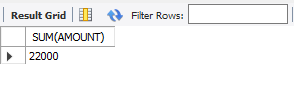 Result Grid Filter Rows:
SUM(AMOUNT)
22000